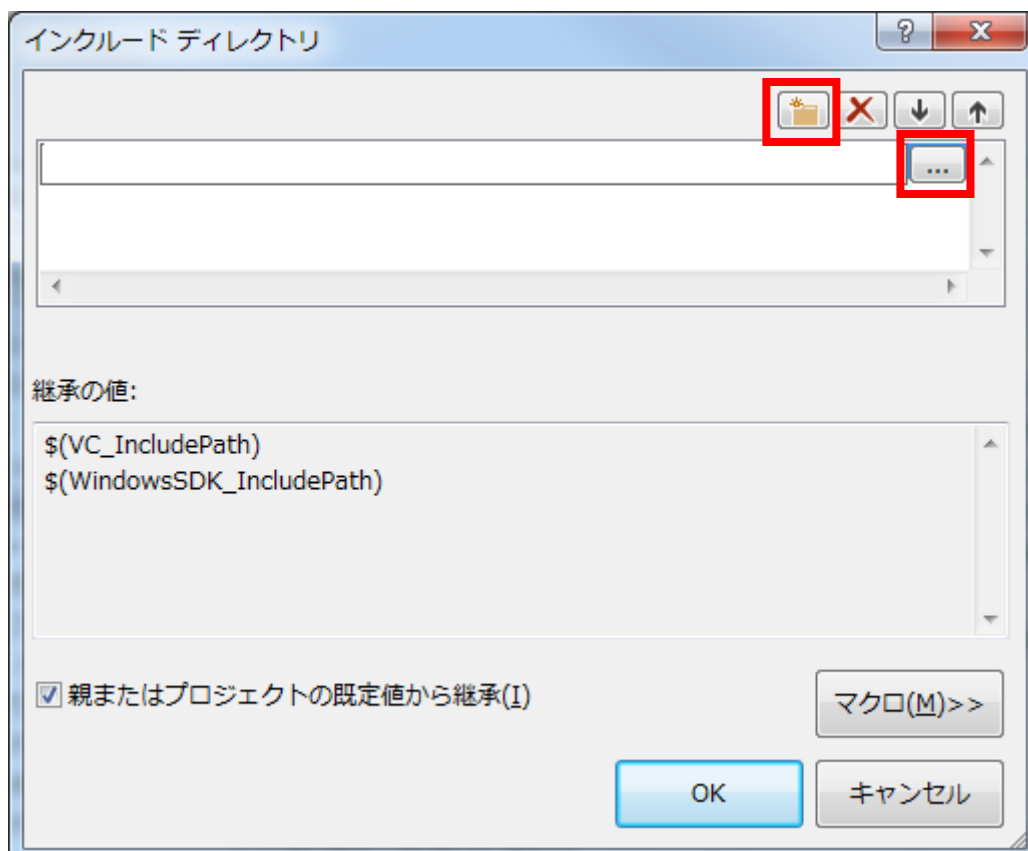 インクルード ディレクトリ
...
継承の値:
$(VC_IncludePath)
$(WindowsSDK_IncludePath)
親またはプロジェクトの既定値から継承(I)
マクロ(M)>>
OK
キャンセル